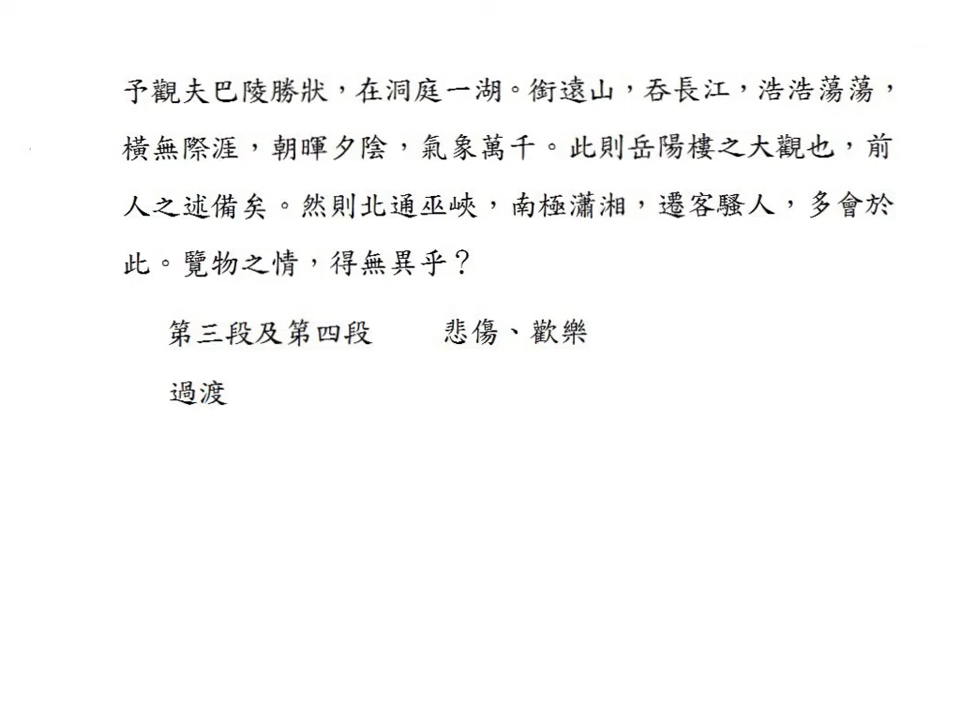 予觀夫巴陵勝狀，在洞庭一湖。銜遠山，吞長江，浩浩蕩蕩，
橫無際涯，朝暉夕陰，氣象萬千。此則岳陽樓之大觀也，前
人之述備矣。然則北通巫峽，南極瀟湘，遷客騷人，多會於
此。覽物之情，得無異乎？
第三段及第四段　　悲傷、歡樂
過渡